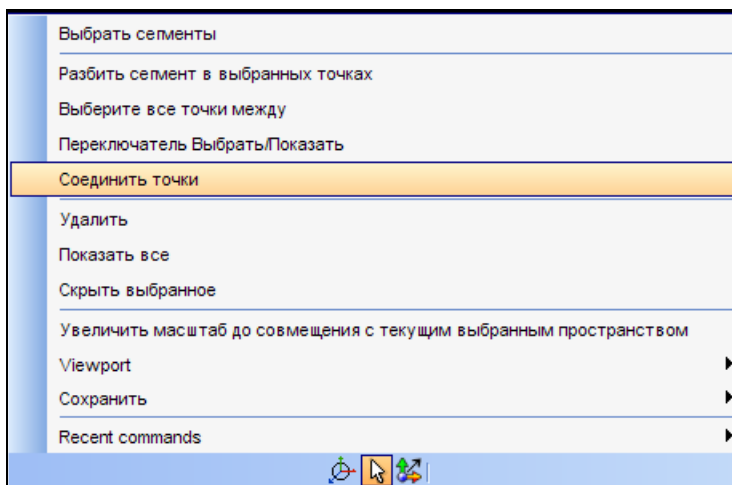 Выбрать сегменты
Разбить сегмент в выбранных точках
Выберите все точки между
Переключатель Выбрать/Показать
Соединить точки
Удалить
Показать все
Скрыть выбранное
Увеличить масштаб до совмещения с текущим выбранным пространством
Viewport
Сохранить
Recent commands